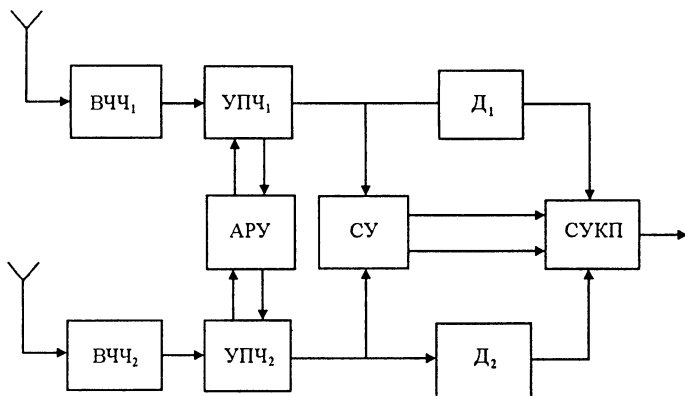 ВЧЧ₁
УПЧ₁
Д₁
АРУ
СУ
СУКП
ВЧЧ₂
УПЧ₂
Д₂